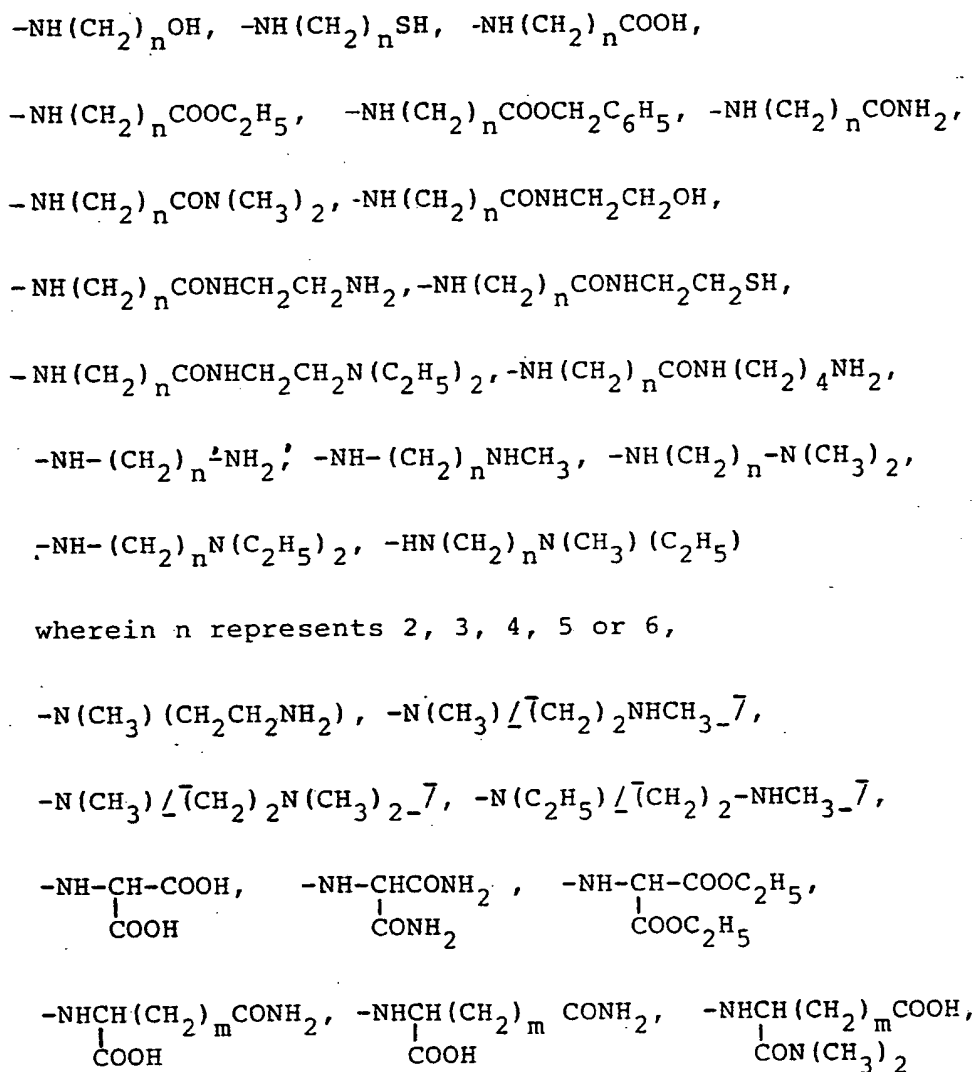 -NH(CH₂)ₙOH, -NH(CH₂)ₙSH, -NH(CH₂)ₙCOOH,
-NH(CH₂)ₙCOOC₂H₅, -NH(CH₂)ₙCOOCH₂C₆H₅, -NH(CH₂)ₙCONH₂,
-NH(CH₂)ₙCON(CH₃)₂, -NH(CH₂)ₙCONHCH₂CH₂OH,
-NH(CH₂)ₙCONHCH₂CH₂NH₂, -NH(CH₂)ₙCONHCH₂CH₂SH,
-NH(CH₂)ₙCONHCH₂CH₂N(C₂H₅)₂, -NH(CH₂)ₙCONH(CH₂)₄NH₂,
-NH-(CH₂)ₙ-NH₂, -NH-(CH₂)ₙNHCH₃, -NH(CH₂)ₙ-N(CH₃)₂,
-NH-(CH₂)ₙN(C₂H₅)₂, -HN(CH₂)ₙN(CH₃)(C₂H₅)
wherein n represents 2, 3, 4, 5 or 6,
-N(CH₃)(CH₂CH₂NH₂), -N(CH₃)/̲ ̅(CH₂)₂NHCH₃_7̅,
-N(CH₃)/̲ ̅(CH₂)₂N(CH₃)₂_7̅, -N(C₂H₅)/̲ ̅(CH₂)₂-NHCH₃_7̅,
-NH-CH-COOH, -NH-CHCONH₂, -NH-CH-COOC₂H₅,
COOH CONH₂ COOC₂H₅
-NHCH(CH₂)ₘCONH₂, -NHCH(CH₂)ₘ CONH₂, -NHCH(CH₂)ₘCOOH,
COOH COOH CON(CH₃)₂